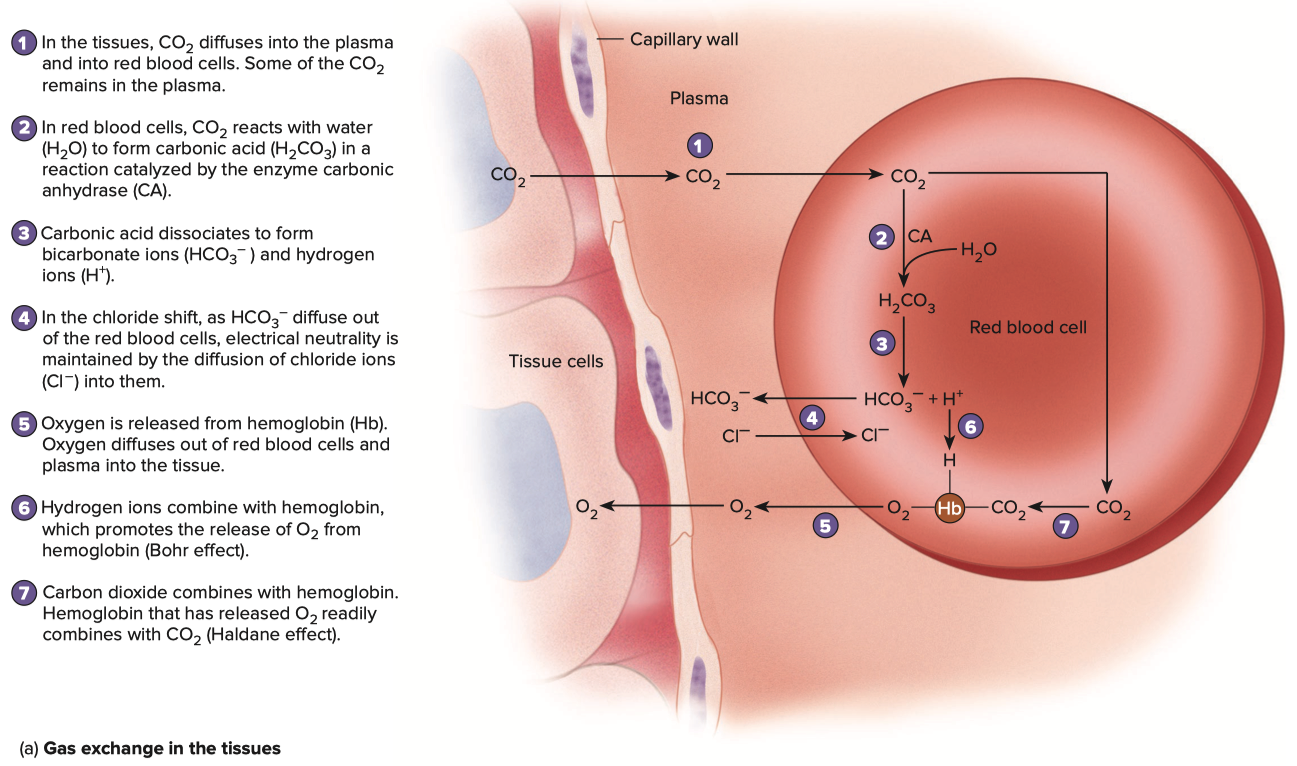 1 In the tissues, CO₂ diffuses into the plasma
and into red blood cells. Some of the CO₂
remains in the plasma.
2 In red blood cells, CO₂ reacts with water
(H₂O) to form carbonic acid (H₂CO₃) in a
reaction catalyzed by the enzyme carbonic
anhydrase (CA).
3 Carbonic acid dissociates to form
bicarbonate ions (HCO₃⁻ ) and hydrogen
ions (H⁺).
4 In the chloride shift, as HCO₃⁻ diffuse out
of the red blood cells, electrical neutrality is
maintained by the diffusion of chloride ions
(Cl⁻) into them.
5 Oxygen is released from hemoglobin (Hb).
Oxygen diffuses out of red blood cells and
plasma into the tissue.
6 Hydrogen ions combine with hemoglobin,
which promotes the release of O₂ from
hemoglobin (Bohr effect).
7 Carbon dioxide combines with hemoglobin.
Hemoglobin that has released O₂ readily
combines with CO₂ (Haldane effect).
(a) Gas exchange in the tissues
Capillary wall
Plasma
1
CO₂ CO₂ CO₂
2 CA
H₂O
H₂CO₃
Red blood cell
3
Tissue cells
HCO₃⁻ HCO₃⁻ + H⁺
4 6
Cl⁻ Cl⁻
H
O₂ O₂ O₂ Hb CO₂ CO₂
5 7